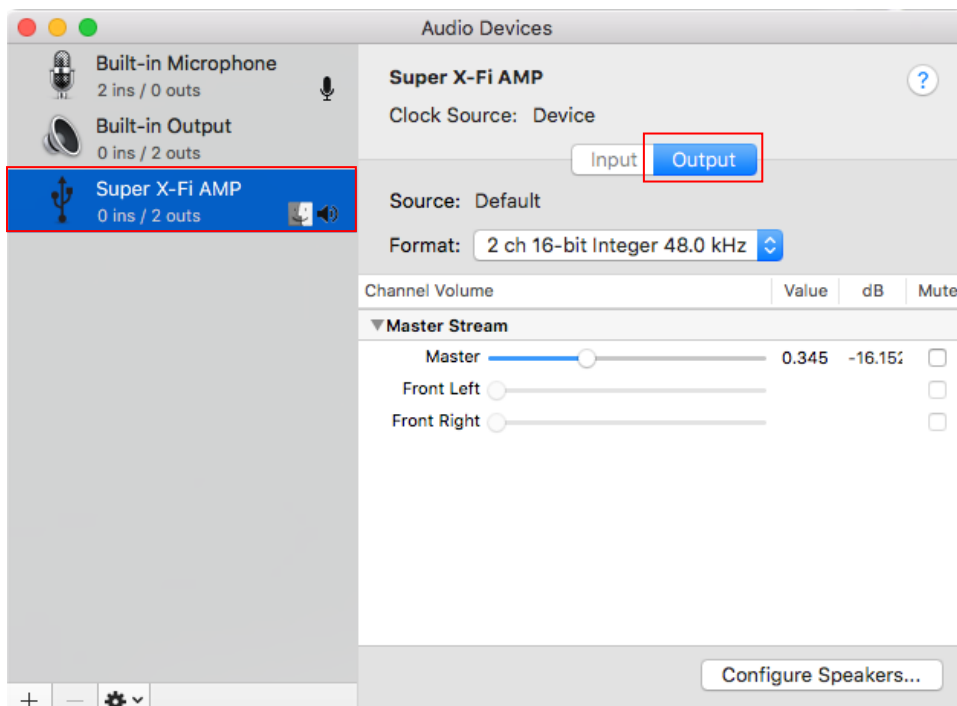 Audio Devices
Built-in Microphone
2 ins / 0 outs
Built-in Output
0 ins / 2 outs
Super X-Fi AMP
0 ins / 2 outs
Super X-Fi AMP
?
Clock Source: Device
Input Output
Source: Default
Format: 2 ch 16-bit Integer 48.0 kHz
Channel Volume Value dB Mute
Master Stream
Master 0.345 -16.152
Front Left
Front Right
Configure Speakers...